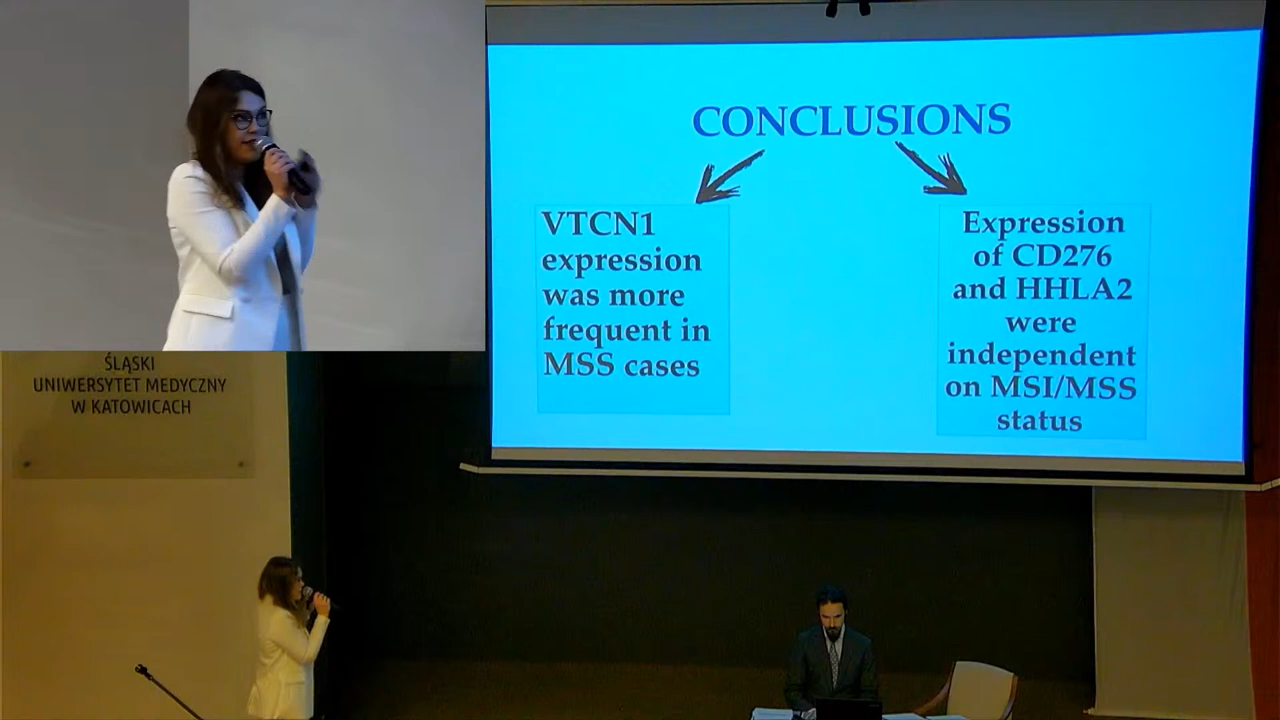 CONCLUSIONS
VTCN1
expression
was more
frequent in
MSS cases
Expression
of CD276
and HHLA2
were
independent
on MSI/MSS
status
ŚLĄSKI
UNIWERSYTET MEDYCZNY
W KATOWICACH